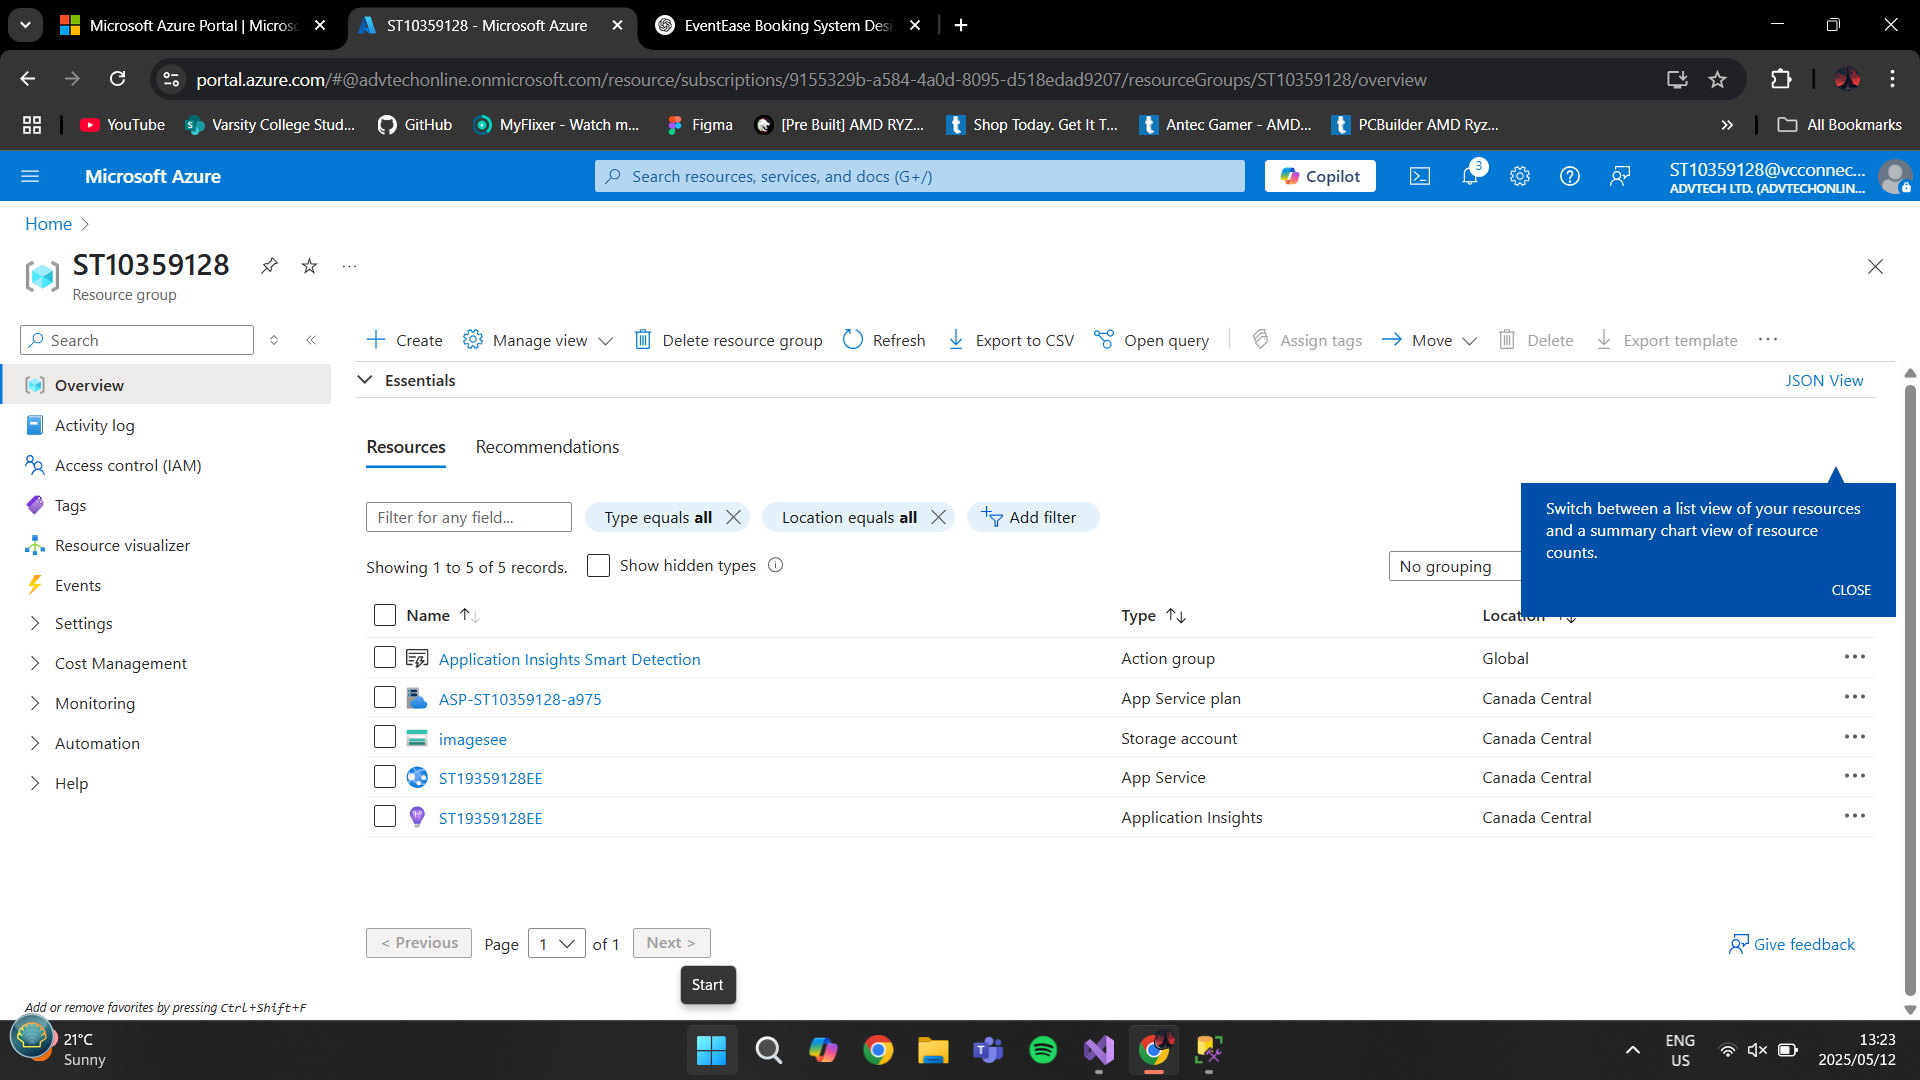 Microsoft Azure Portal | Micros
ST10359128 - Microsoft Azure
EventEase Booking System Desi
portal.azure.com/#@advtechonline.onmicrosoft.com/resource/subscriptions/9155329b-a584-4a0d-8095-d518edad9207/resourceGroups/ST10359128/overview
YouTube
Varsity College Stud...
GitHub
MyFlixer - Watch m...
Figma
[Pre Built] AMD RYZ...
Shop Today. Get It T...
Antec Gamer - AMD...
PCBuilder AMD Ryz...
All Bookmarks
Microsoft Azure
Search resources, services, and docs (G+/)
Copilot
3
ST10359128@vcconnec...
ADVTECH LTD. (ADVTECHONLIN...
Home
ST10359128
Resource group
Search
Create
Manage view
Delete resource group
Refresh
Export to CSV
Open query
Assign tags
Move
Delete
Export template
Overview
Activity log
Access control (IAM)
Tags
Resource visualizer
Events
Settings
Cost Management
Monitoring
Automation
Help
Essentials
JSON View
Resources
Recommendations
Filter for any field...
Type equals all
Location equals all
Add filter
Switch between a list view of your resources
and a summary chart view of resource
counts.
CLOSE
Showing 1 to 5 of 5 records.
Show hidden types
No grouping
Name
Type
Location
Application Insights Smart Detection
Action group
Global
ASP-ST10359128-a975
App Service plan
Canada Central
imagesee
Storage account
Canada Central
ST19359128EE
App Service
Canada Central
ST19359128EE
Application Insights
Canada Central
< Previous
Page
1
of 1
Next >
Give feedback
Start
Add or remove favorites by pressing Ctrl+Shift+F
21°C
Sunny
ENG
US
13:23
2025/05/12